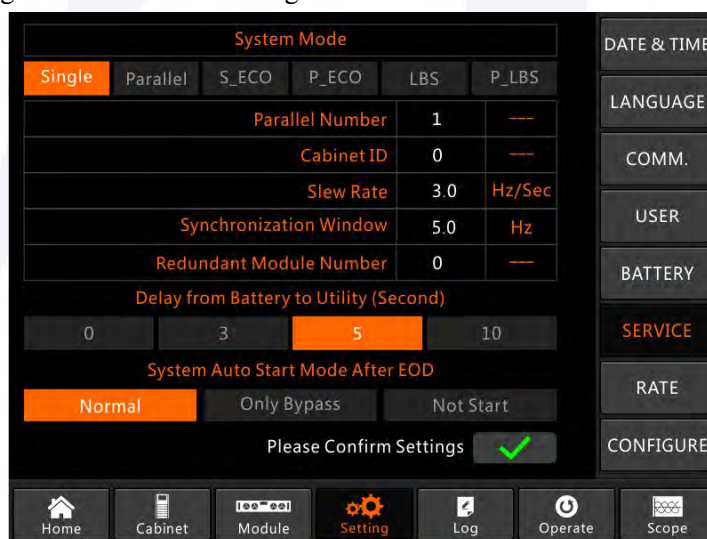 System Mode
Single Parallel S_ECO P_ECO LBS P_LBS
Parallel Number 1 ---
Cabinet ID 0 ---
Slew Rate 3.0 Hz/Sec
Synchronization Window 5.0 Hz
Redundant Module Number 0 ---
Delay from Battery to Utility (Second)
0 3 5 10
System Auto Start Mode After EOD
Normal Only Bypass Not Start
Please Confirm Settings
DATE & TIME
LANGUAGE
COMM.
USER
BATTERY
SERVICE
RATE
CONFIGURE
Home Cabinet Module Setting Log Operate Scope